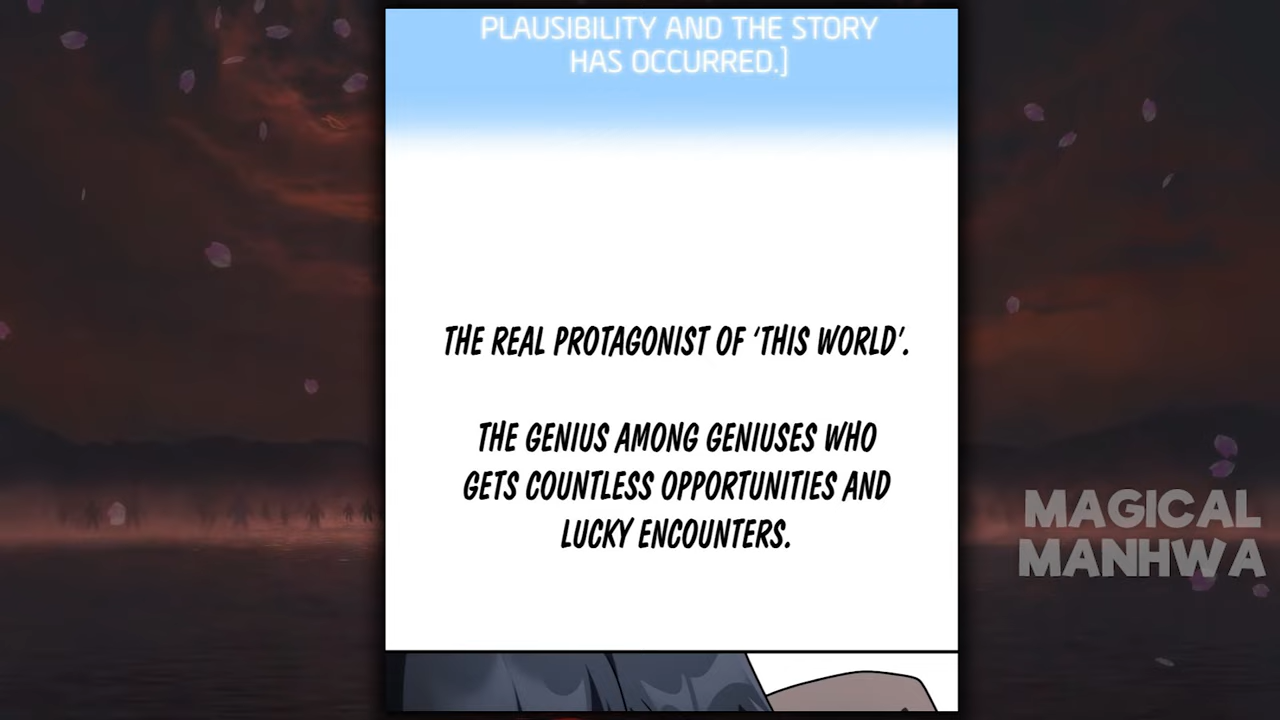 PLAUSIBILITY AND THE STORY
HAS OCCURRED.]
THE REAL PROTAGONIST OF 'THIS WORLD'.
THE GENIUS AMONG GENIUSES WHO
GETS COUNTLESS OPPORTUNITIES AND
LUCKY ENCOUNTERS.
MAGICAL
MANHWA